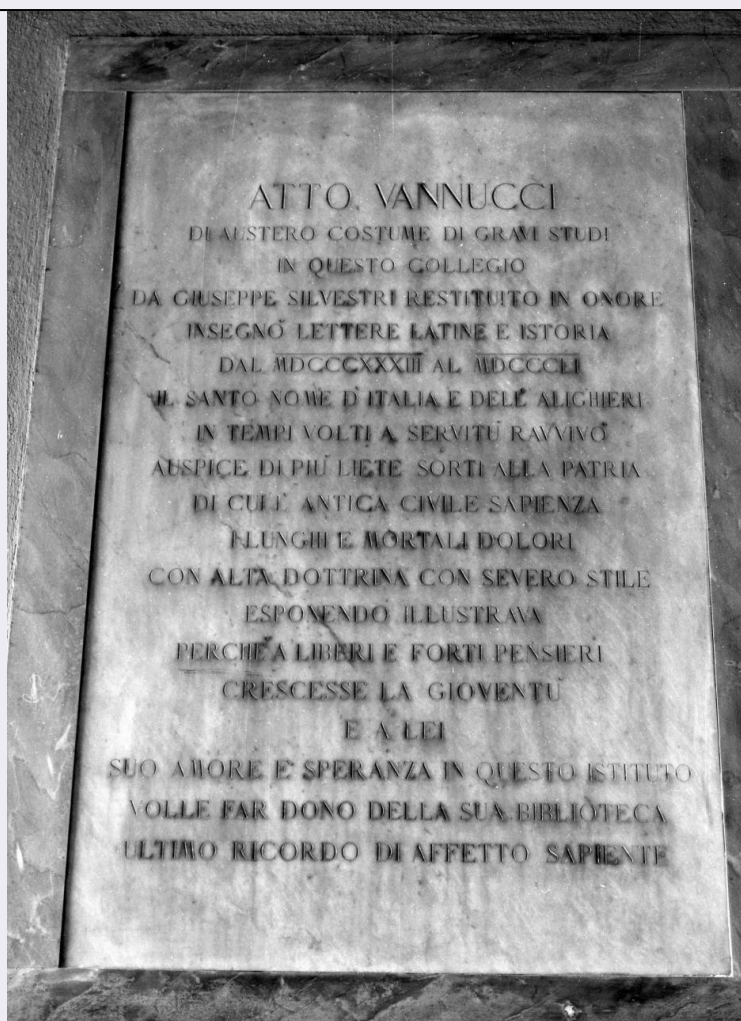 ATTO VANNUCCI
DI AUSTERO COSTUME DI GRAVI STUDI
IN QUESTO COLLEGIO
DA GIUSEPPE SILVESTRI RESTITUITO IN ONORE
INSEGNÒ LETTERE LATINE E ISTORIA
DAL MDCCCXXXIII AL MDCCCLI
IL SANTO NOME D'ITALIA E DELL'ALIGHIERI
IN TEMPI VOLTI A SERVITÙ RAVVIVÒ
AUSPICE DI PIÙ LIETE SORTI ALLA PATRIA
DI CUI L'ANTICA CIVILE SAPIENZA
I LUNGHI E MORTALI DOLORI
CON ALTA DOTTRINA CON SEVERO STILE
ESPONENDO ILLUSTRAVA
PERCHÈ A LIBERI E FORTI PENSIERI
CRESCESSE LA GIOVENTÙ
E A LEI
SUO AMORE E SPERANZA IN QUESTO ISTITUTO
VOLLE FAR DONO DELLA SUA BIBLIOTECA
ULTIMO RICORDO DI AFFETTO SAPIENTE